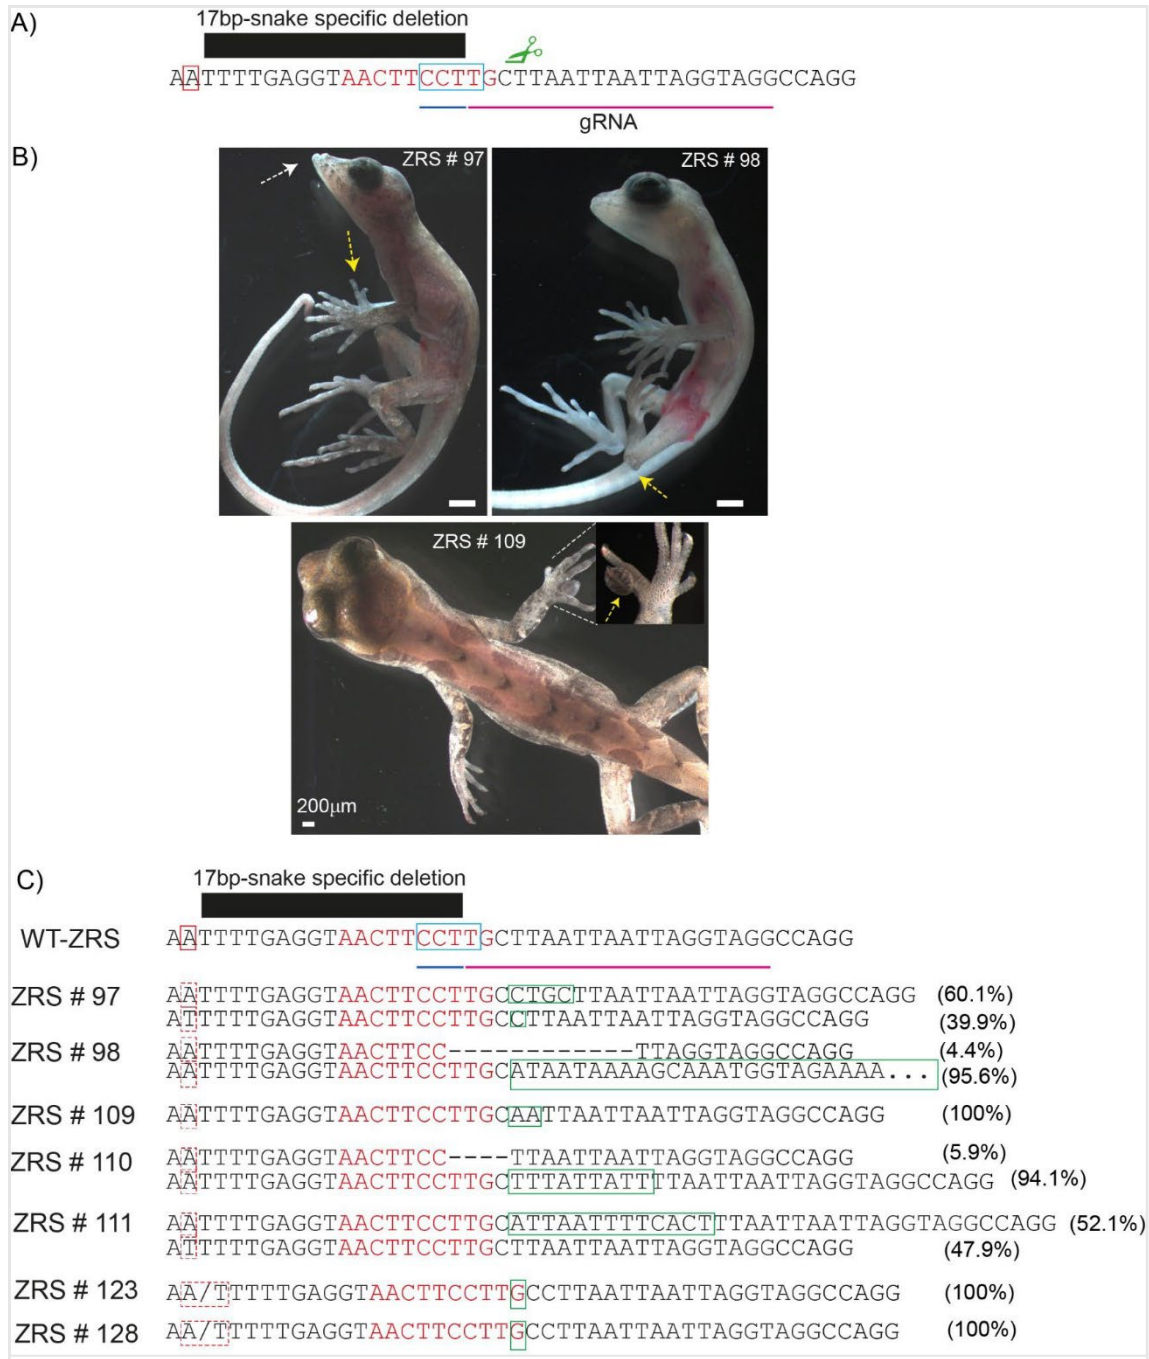 A)
17bp-snake specific deletion
AATTTTGAGGTAACTTCCTTGCTTAATTAATTAGGTAGGCCAGG
gRNA
B)
ZRS # 97
ZRS # 98
ZRS # 109
200μm
C)
17bp-snake specific deletion
WT-ZRS AATTTTGAGGTAACTTCCTTGCTTAATTAATTAGGTAGGCCAGG
ZRS # 97 AATTTTGAGGTAACTTCCTTGCCTGCTTAATTAATTAGGTAGGCCAGG (60.1%)
ATTTTTGAGGTAACTTCCTTGCCTTAATTAATTAGGTAGGCCAGG (39.9%)
ZRS # 98 AATTTTGAGGTAACTTCC------------TTAGGTAGGCCAGG (4.4%)
AATTTTGAGGTAACTTCCTTGCATAATAAAAGCAAATGGTAGAAAA... (95.6%)
ZRS # 109 AATTTTGAGGTAACTTCCTTGCAATTAATTAATTAGGTAGGCCAGG (100%)
ZRS # 110 AATTTTGAGGTAACTTCC----TTAATTAATTAGGTAGGCCAGG (5.9%)
AATTTTGAGGTAACTTCCTTGCTTTATTATTTTAATTAATTAGGTAGGCCAGG (94.1%)
ZRS # 111 AATTTTGAGGTAACTTCCTTGCATTAATTTTCACTTTAATTAATTAGGTAGGCCAGG (52.1%)
ATTTTTGAGGTAACTTCCTTGCTTAATTAATTAGGTAGGCCAGG (47.9%)
ZRS # 123 AA/TTTTTGAGGTAACTTCCTTGCCTTAATTAATTAGGTAGGCCAGG (100%)
ZRS # 128 AA/TTTTTGAGGTAACTTCCTTGCCTTAATTAATTAGGTAGGCCAGG (100%)